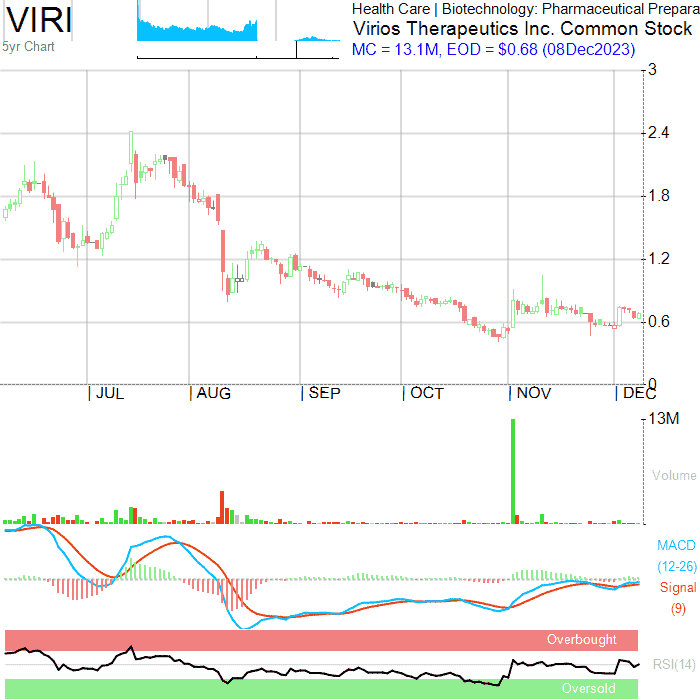 VIRI
5yr Chart
Health Care | Biotechnology: Pharmaceutical Prepara
Virios Therapeutics Inc. Common Stock
MC = 13.1M, EOD = $0.68 (08Dec2023)
3
2.4
1.8
1.2
0.6
0
JUL AUG SEP OCT NOV DEC
13M
Volume
MACD
(12-26)
Signal
(9)
Overbought
RSI(14)
Oversold